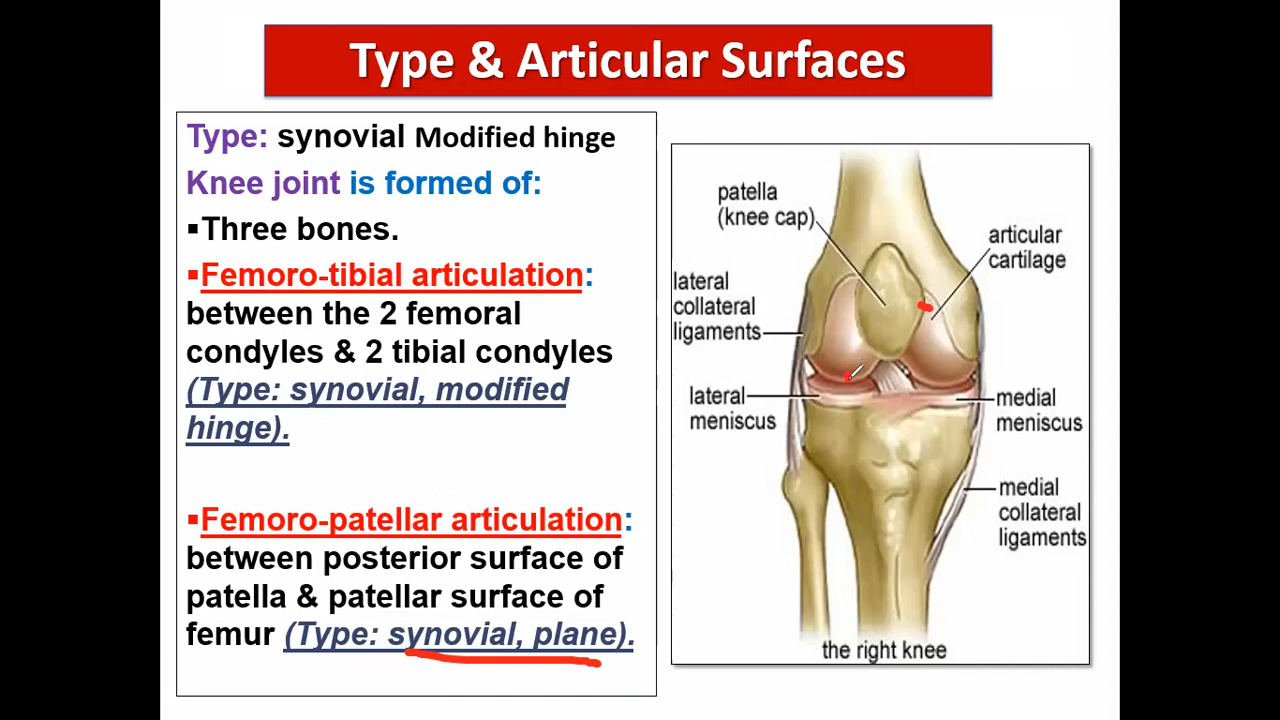 Type & Articular Surfaces
Type: synovial Modified hinge
Knee joint is formed of:
▪Three bones.
▪Femoro-tibial articulation:
between the 2 femoral
condyles & 2 tibial condyles
(Type: synovial, modified
hinge).
▪Femoro-patellar articulation:
between posterior surface of
patella & patellar surface of
femur (Type: synovial, plane).
patella
(knee cap)
articular
cartilage
lateral
collateral
ligaments
lateral
meniscus
medial
meniscus
medial
collateral
ligaments
the right knee